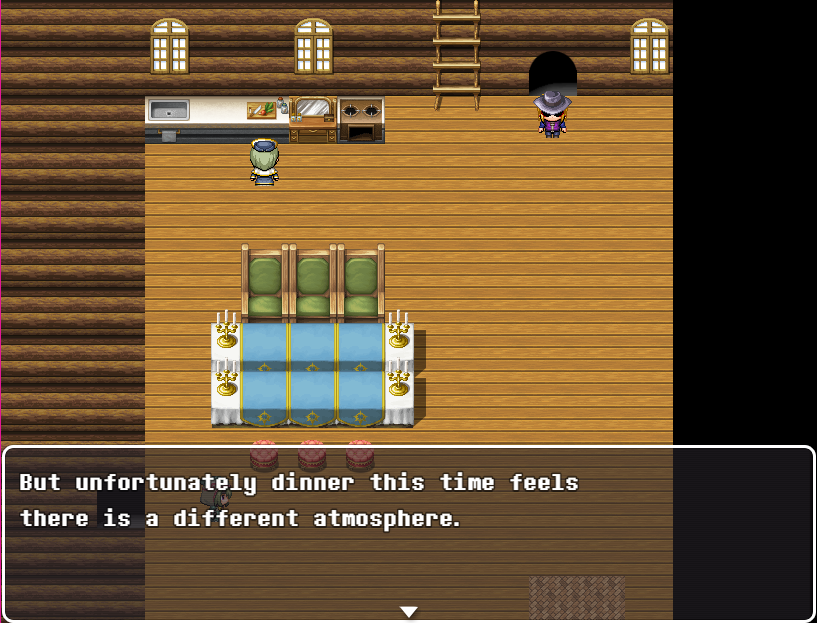 But unfortunately dinner this time feels
there is a different atmosphere.